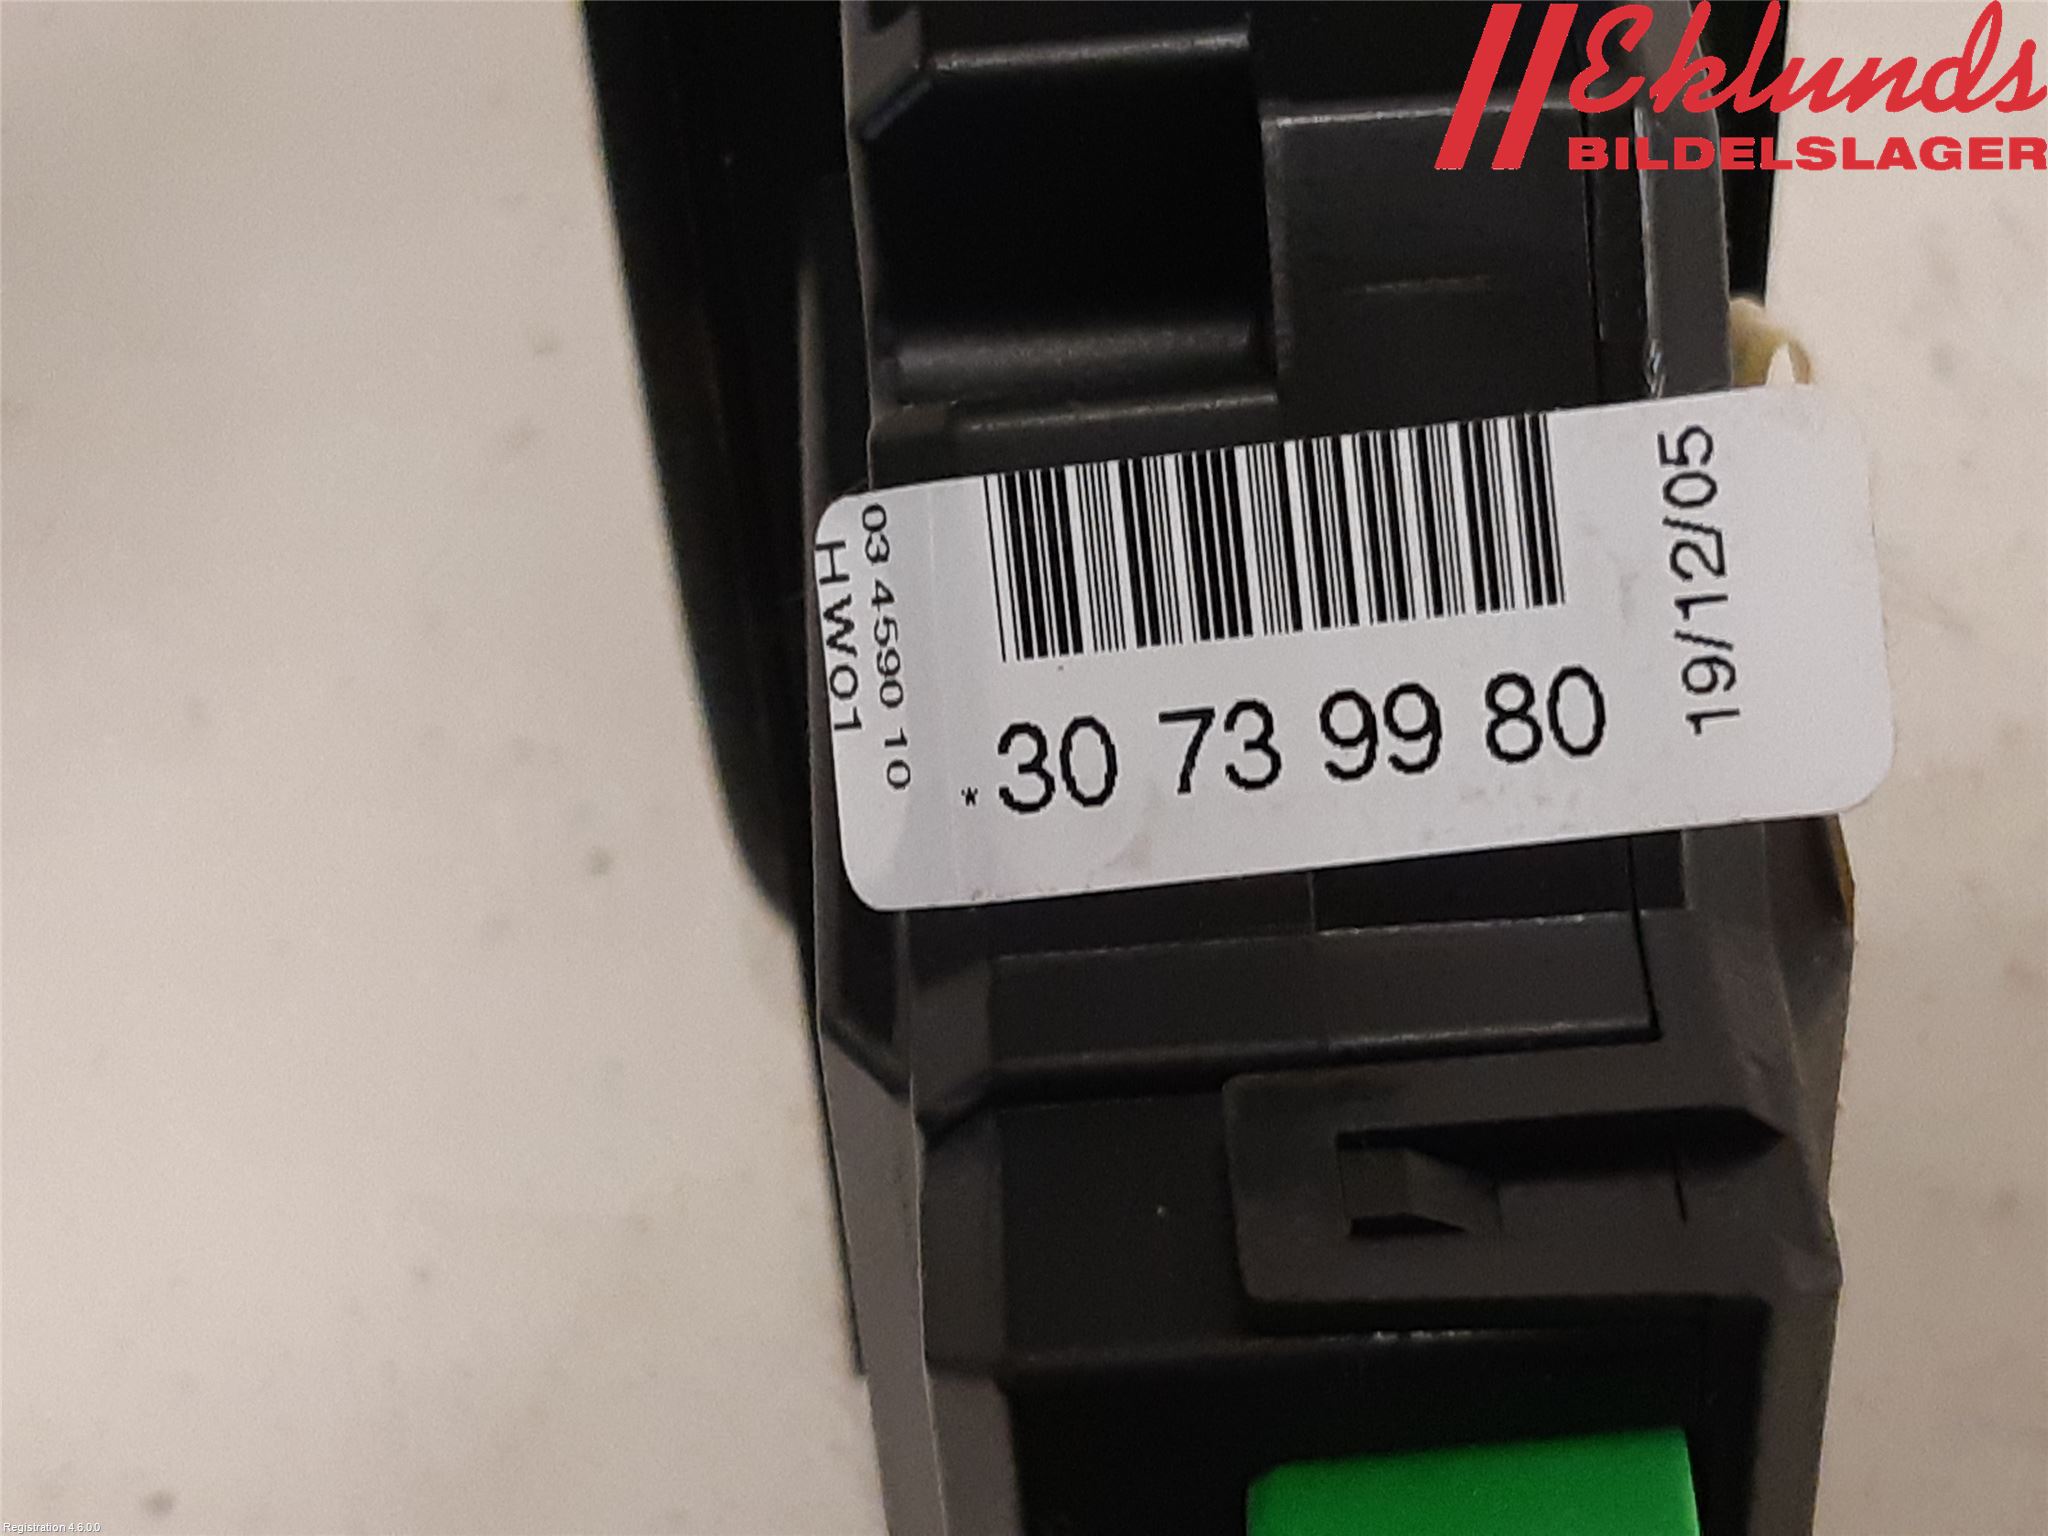 Eklunds
BILDELSLAGER
03 4590 10
HW01
*30 73 99 80
19/12/05
Registration 4.6.0.0